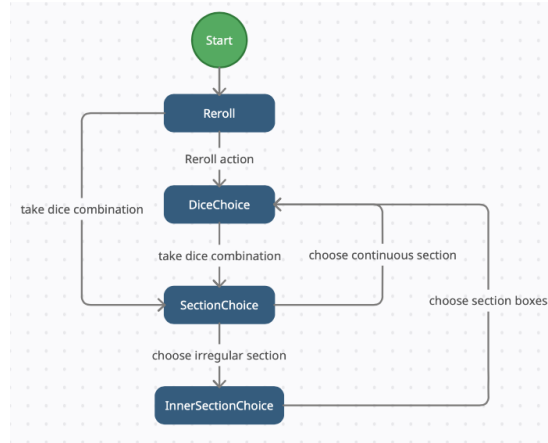 Start
Reroll
Reroll action
take dice combination
DiceChoice
take dice combination
choose continuous section
SectionChoice
choose section boxes
choose irregular section
InnerSectionChoice